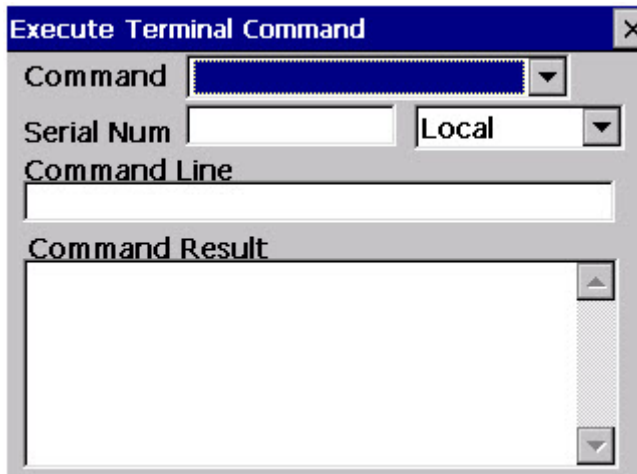 Execute Terminal Command
Command
Serial Num Local
Command Line
Command Result